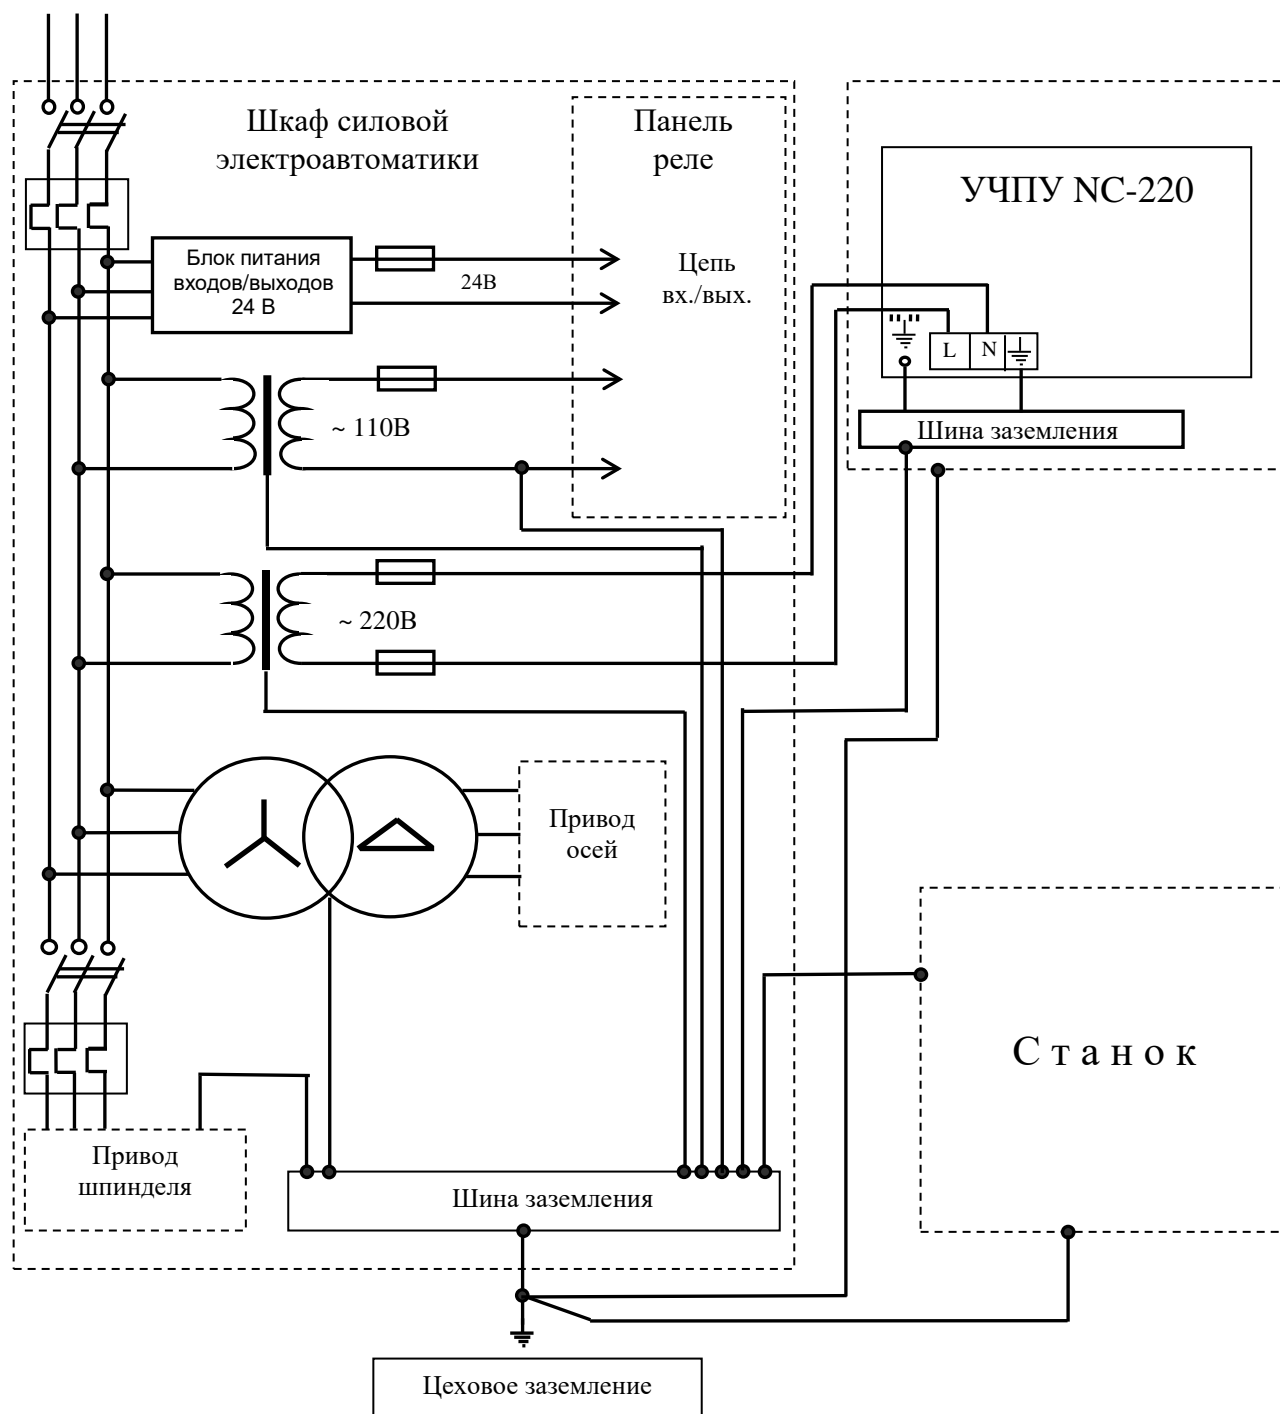 Шкаф силовой
электроавтоматики
Панель
реле
УЧПУ NC-220
Блок питания
входов/выходов
24 В
24В
Цепь
вх./вых.
L
N
Шина заземления
~ 110В
~ 220В
Привод
осей
Станок
Привод
шпинделя
Шина заземления
Цеховое заземление